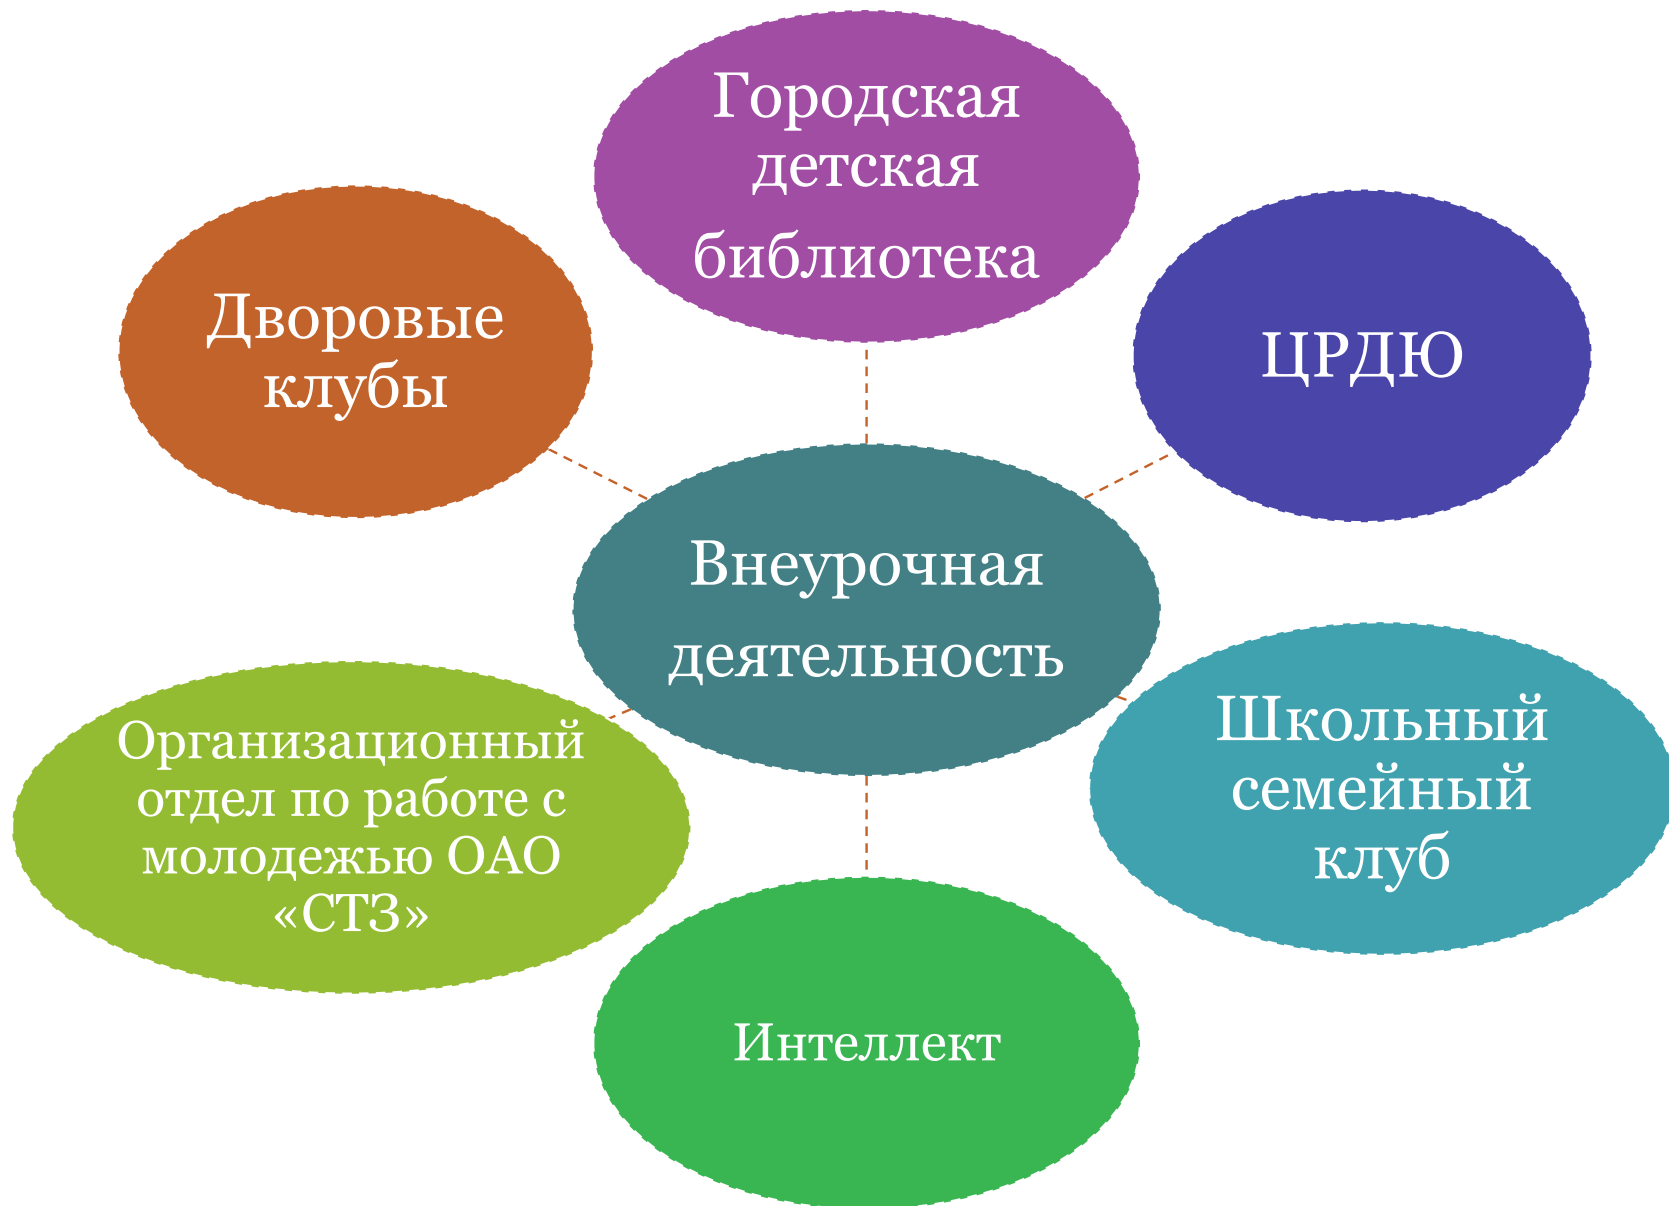 Городская
детская
библиотека
Дворовые
клубы
ЦРДЮ
Внеурочная
деятельность
Организационный
отдел по работе с
молодежью ОАО
«СТЗ»
Школьный
семейный
клуб
Интеллект